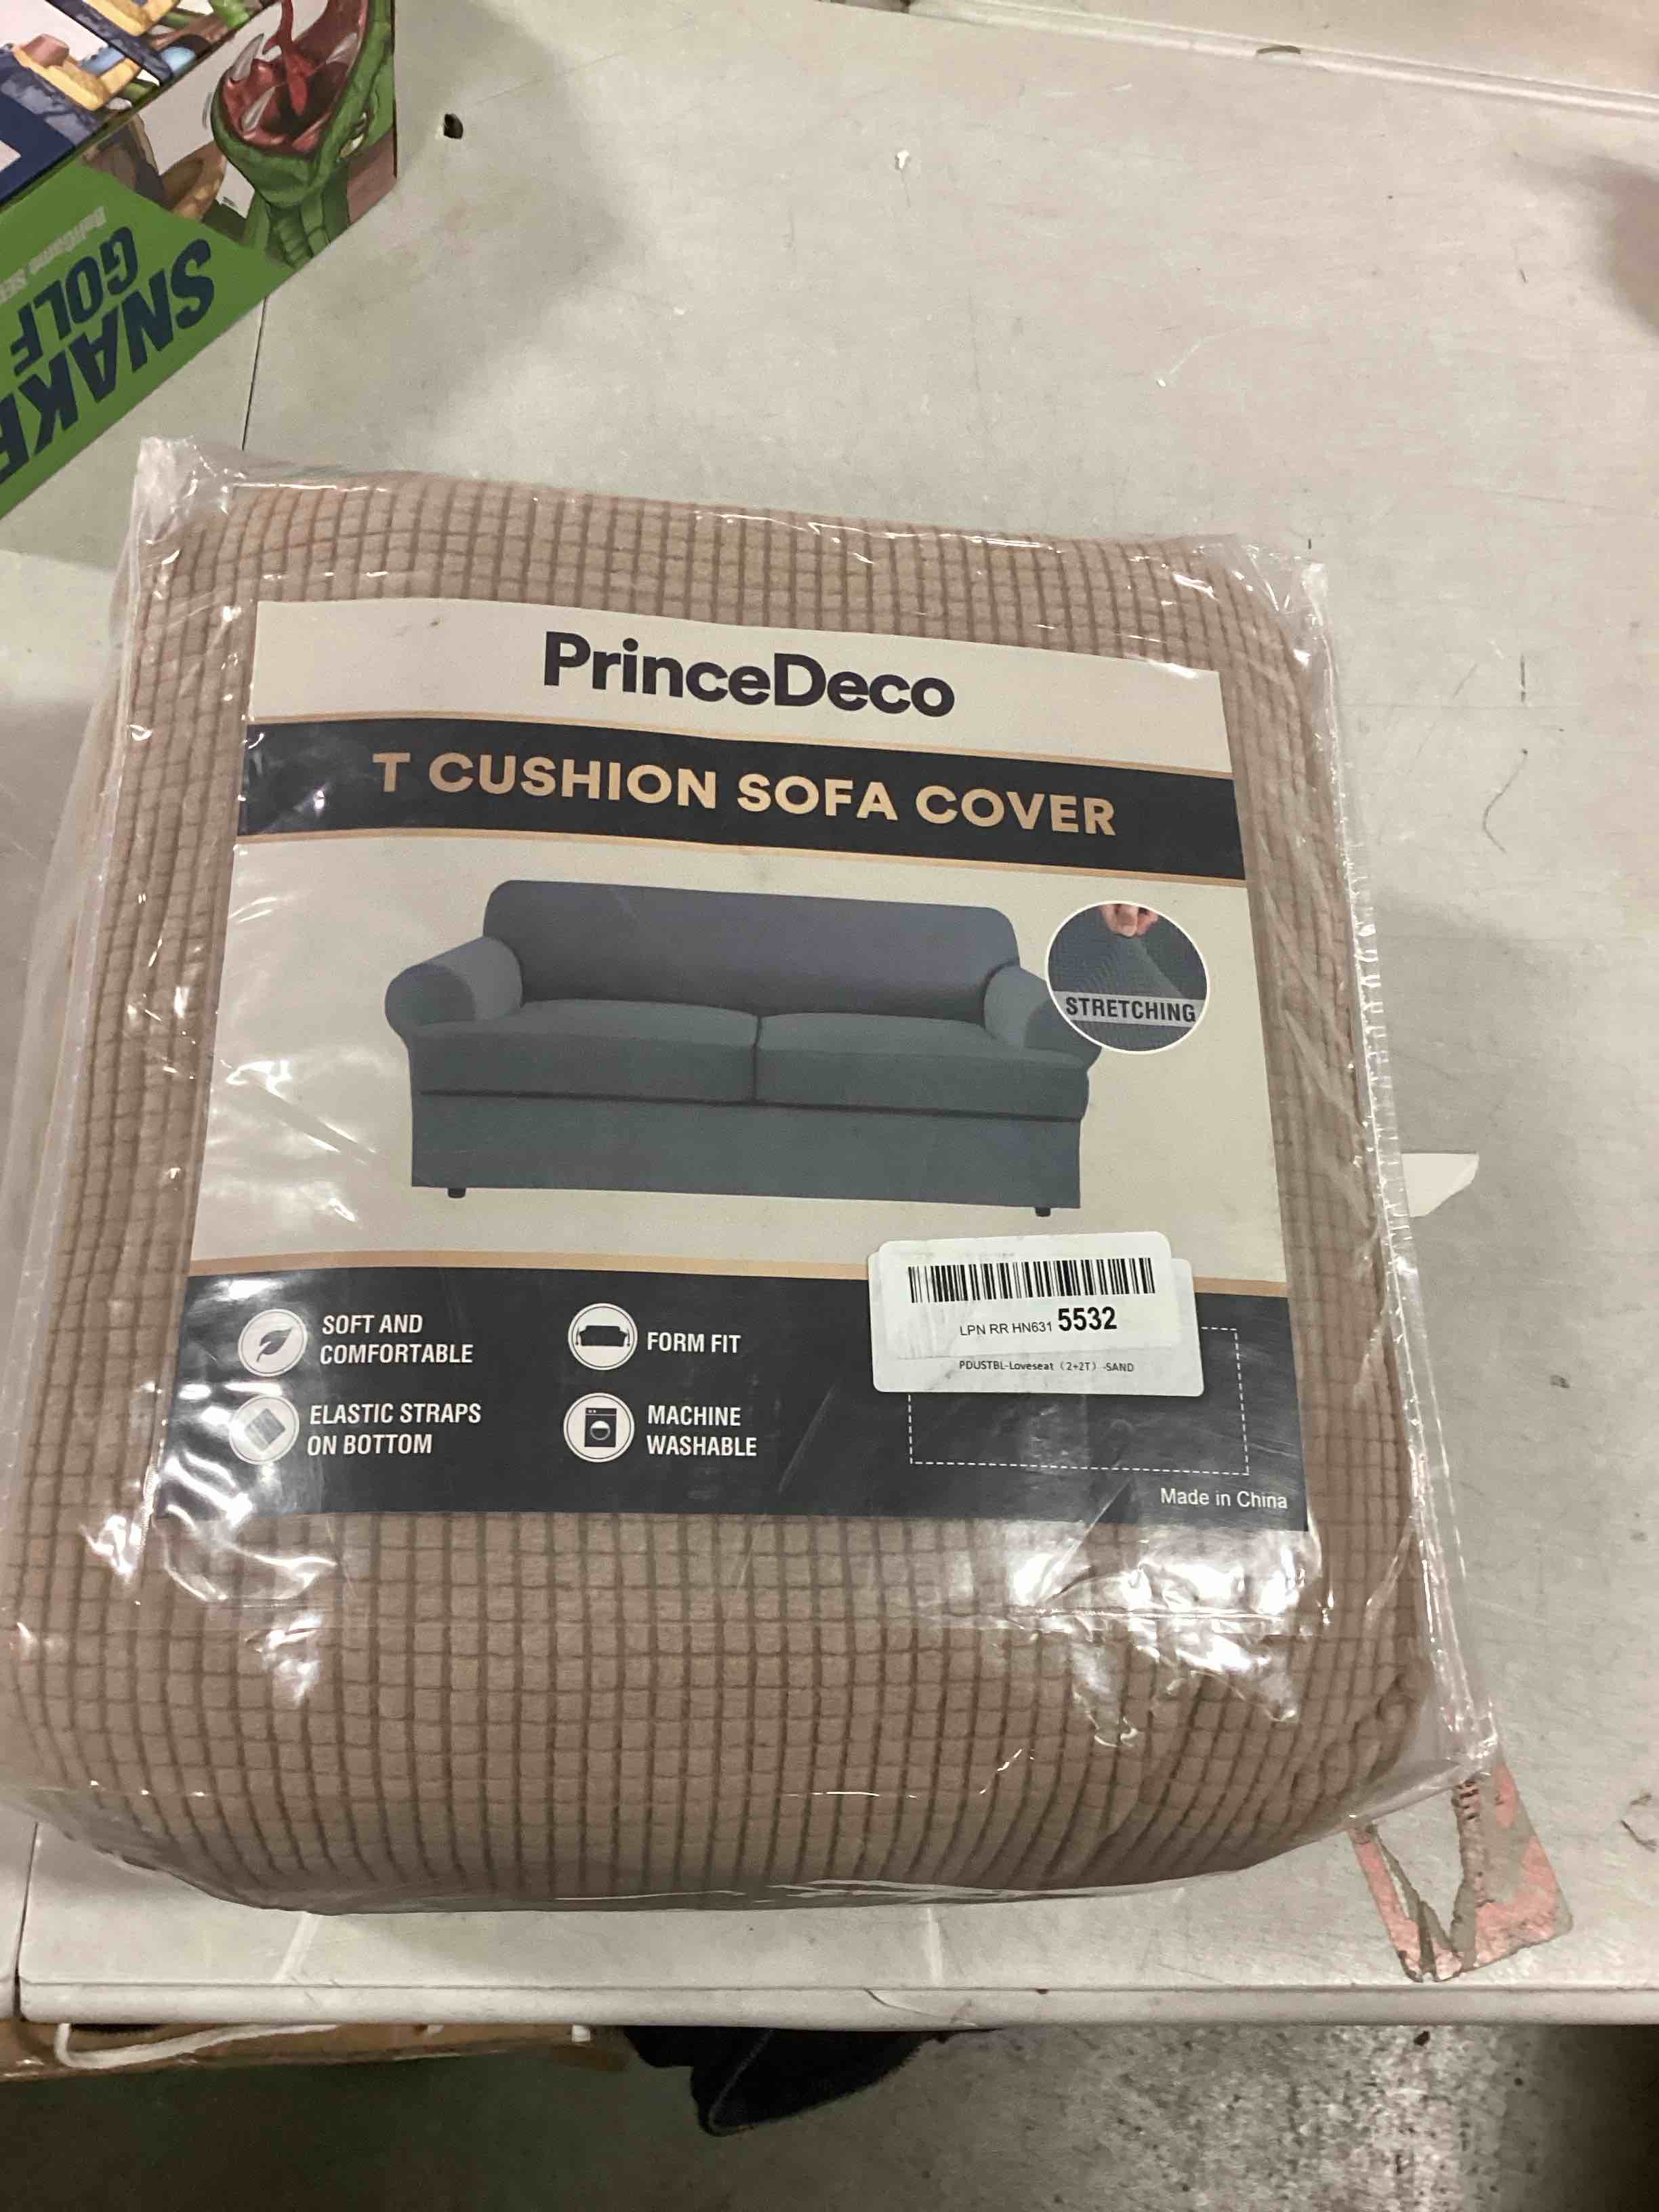 SNAKE
GOLF
PrinceDeco
T CUSHION SOFA COVER
STRETCHING
SOFT AND
COMFORTABLE
FORM FIT
ELASTIC STRAPS
ON BOTTOM
MACHINE
WASHABLE
LPN RR HN631 5532
PDUSTBL-Loveseat（2+2T）-SAND
Made in China